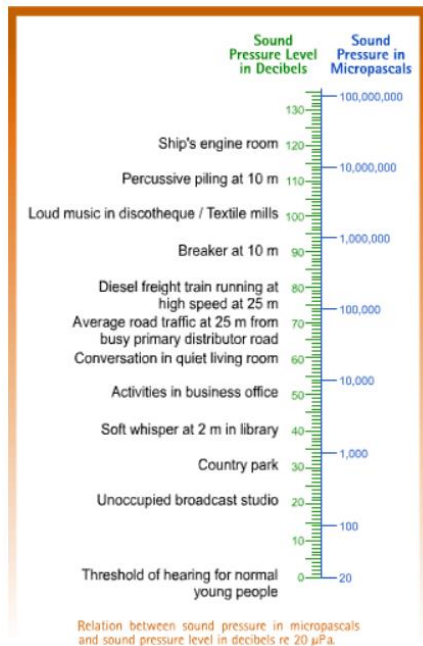 Sound Pressure Level in Decibels
Sound Pressure in Micropascals
100,000,000
130
Ship's engine room 120
10,000,000
Percussive piling at 10 m 110
Loud music in discotheque / Textile mills 100
1,000,000
Breaker at 10 m 90
Diesel freight train running at
high speed at 25 m 80
100,000
Average road traffic at 25 m from
busy primary distributor road 70
Conversation in quiet living room 60
10,000
Activities in business office 50
Soft whisper at 2 m in library 40
1,000
Country park 30
Unoccupied broadcast studio 20
100
10
Threshold of hearing for normal
young people 0
20
Relation between sound pressure in micropascals
and sound pressure level in decibels re 20 µPa.